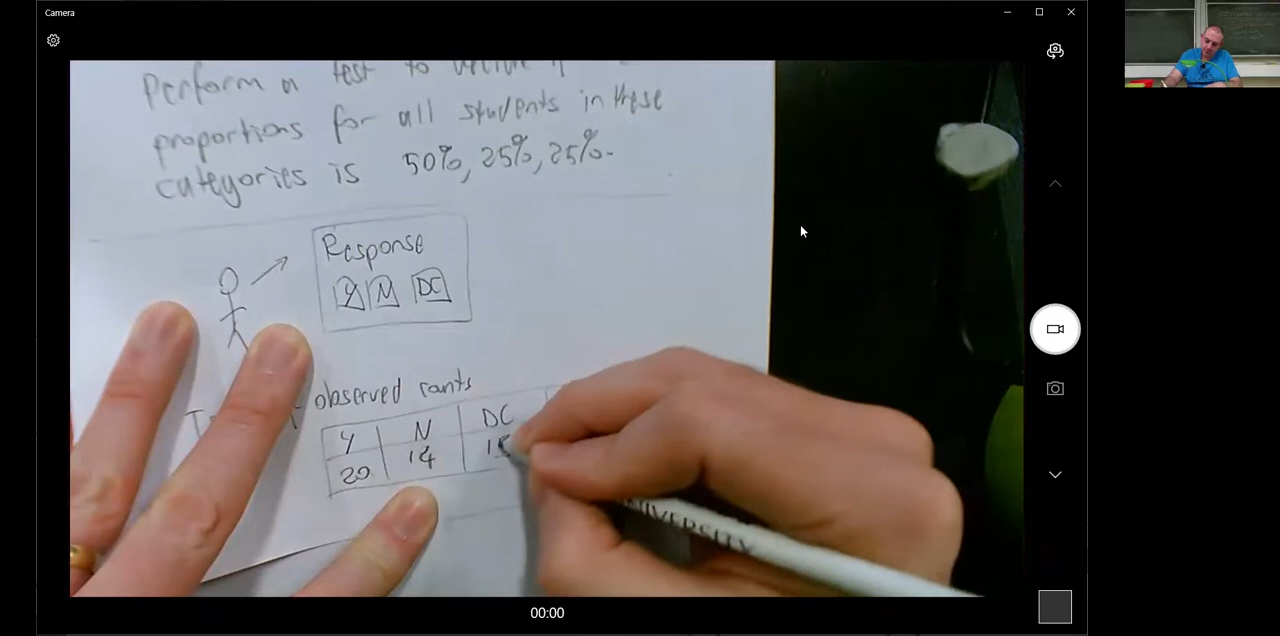 Camera
Perform a test to
proportions for all students in these
categories is 50%, 25%, 25%.
Response
Y N DC
observed counts
Y N DC
20 14
UNIVERSITY
00:00